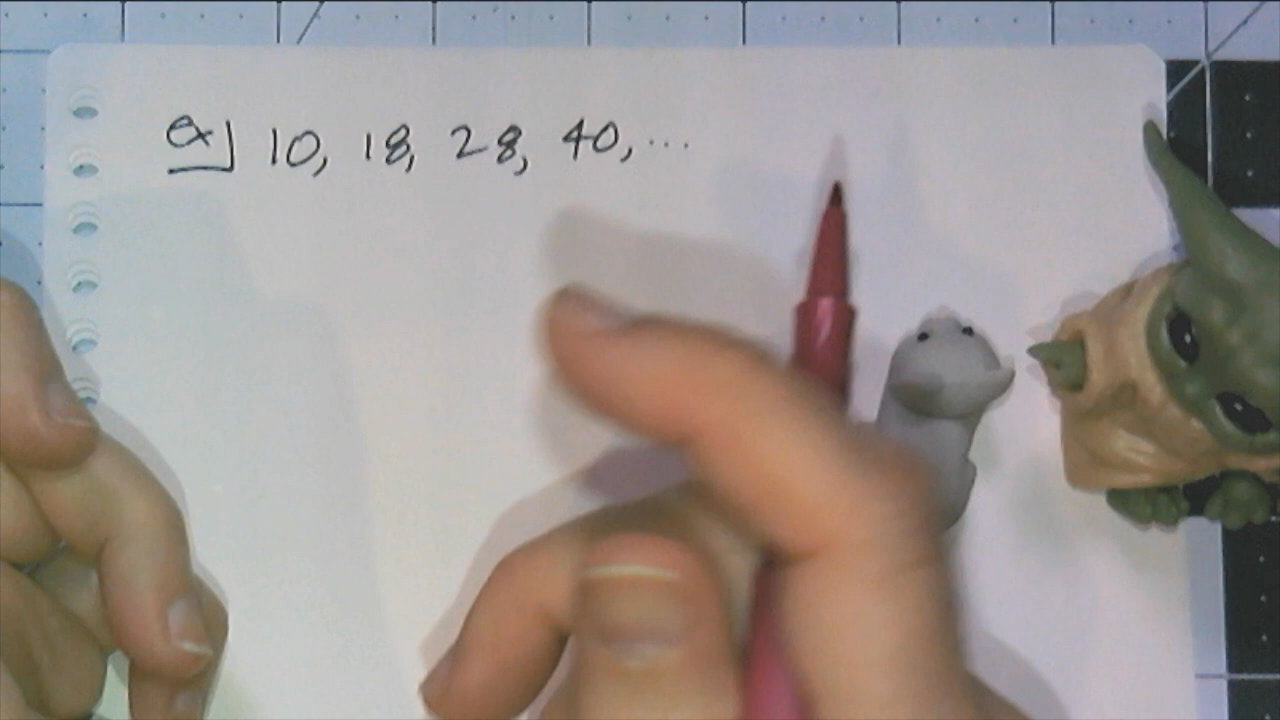 ex] 10, 18, 28, 40, ...